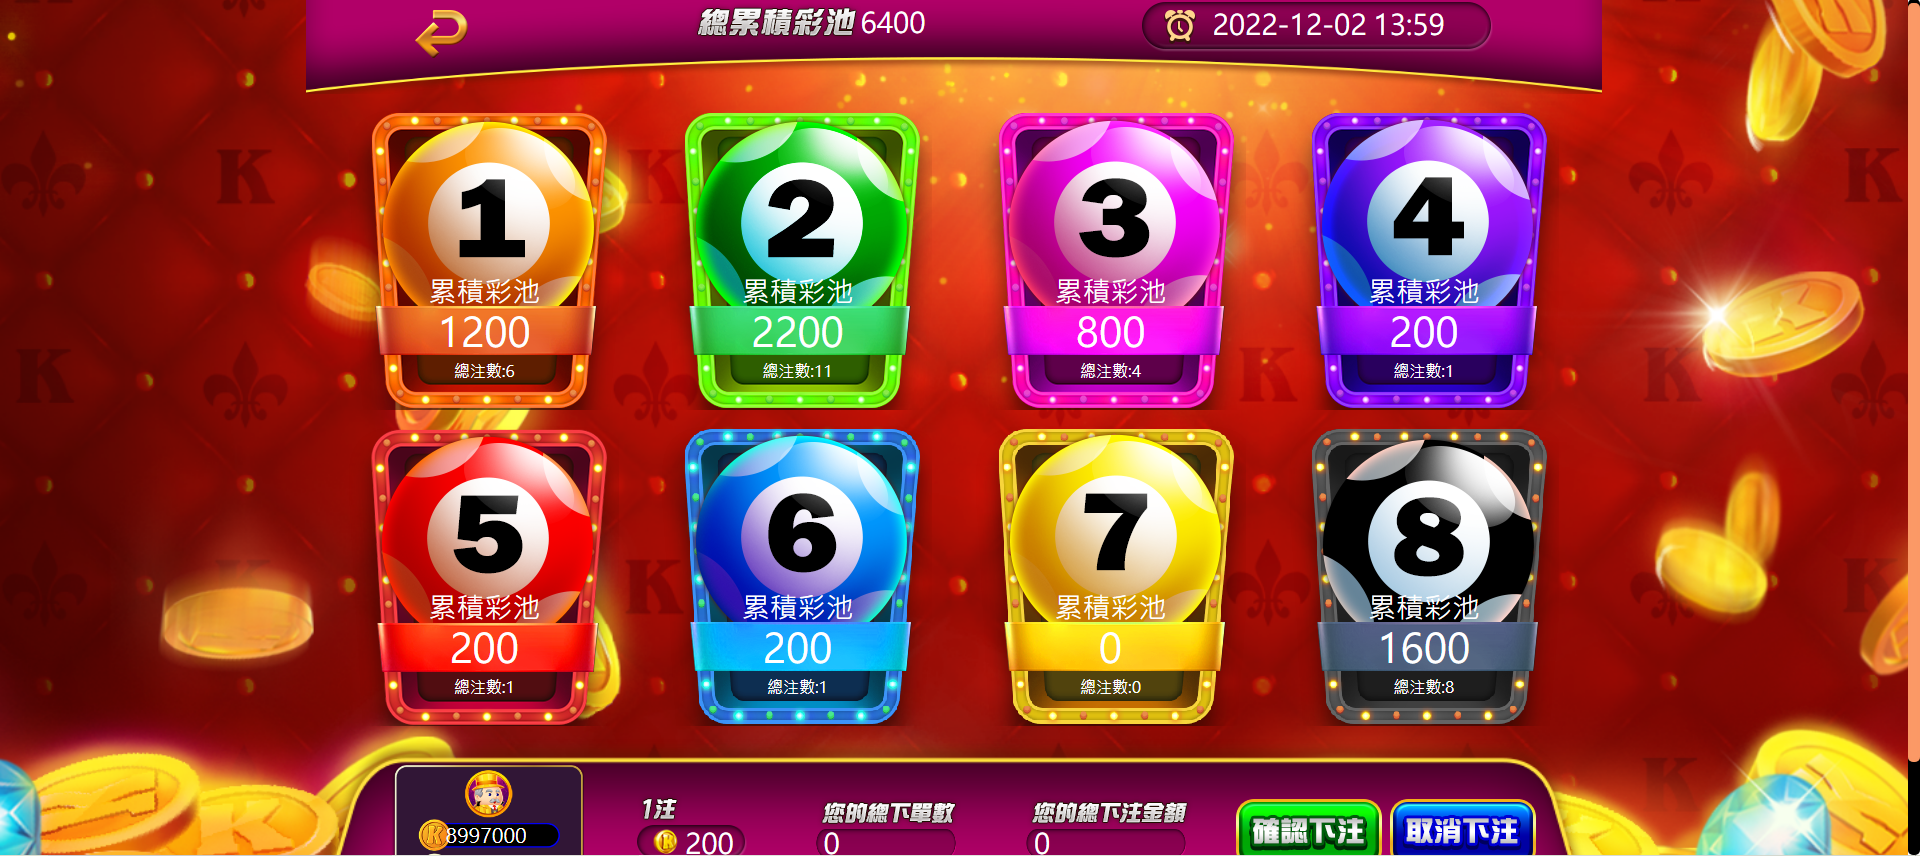 總累積彩池 6400
2022-12-02 13:59
1
累積彩池
1200
總注數:6
2
累積彩池
2200
總注數:11
3
累積彩池
800
總注數:4
4
累積彩池
200
總注數:1
5
累積彩池
200
總注數:1
6
累積彩池
200
總注數:1
7
累積彩池
0
總注數:0
8
累積彩池
1600
總注數:8
K
8997000
1注
K 200
您的總下單數
0
您的總下注金額
0
確認下注
取消下注